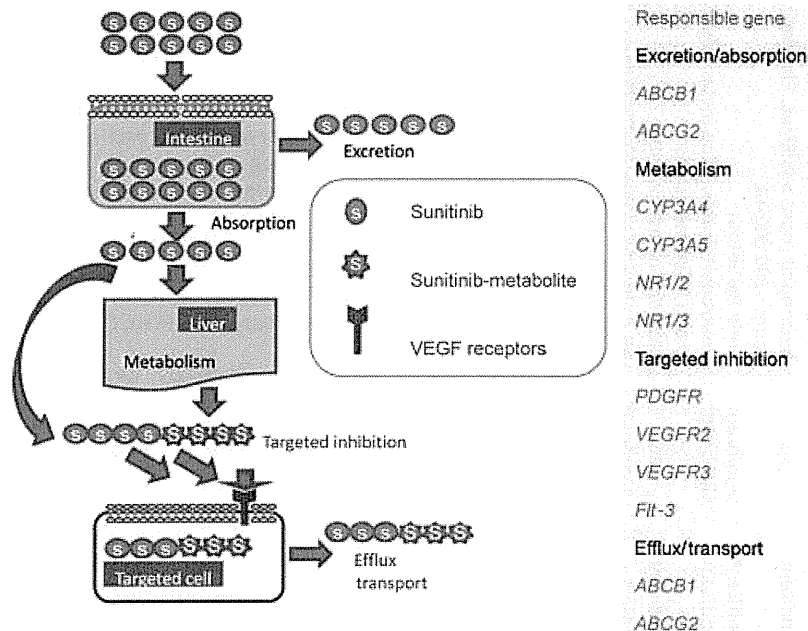 S S S S S
S S S S S
Intestine
S S S S S
S S S S S
S S S S S
Excretion
Absorption
S S S S S
Liver
Metabolism
S S S S S S S S
Targeted inhibition
S S S S S S
Targeted cell
S S S S S S
Efflux
transport
S Sunitinib
S Sunitinib-metabolite
VEGF receptors
Responsible gene
Excretion/absorption
ABCB1
ABCG2
Metabolism
CYP3A4
CYP3A5
NR1/2
NR1/3
Targeted inhibition
PDGFR
VEGFR2
VEGFR3
Flt-3
Efflux/transport
ABCB1
ABCG2